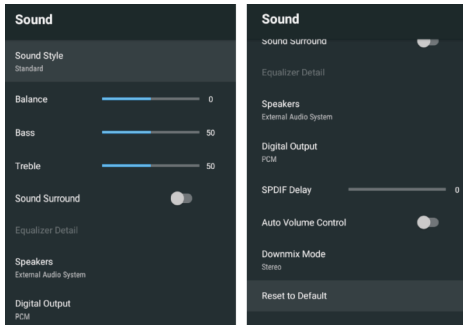 Sound
Sound Style
Standard
Balance 0
Bass 50
Treble 50
Sound Surround
Equalizer Detail
Speakers
External Audio System
Digital Output
PCM
Sound
Sound Surround
Equalizer Detail
Speakers
External Audio System
Digital Output
PCM
SPDIF Delay 0
Auto Volume Control
Downmix Mode
Stereo
Reset to Default